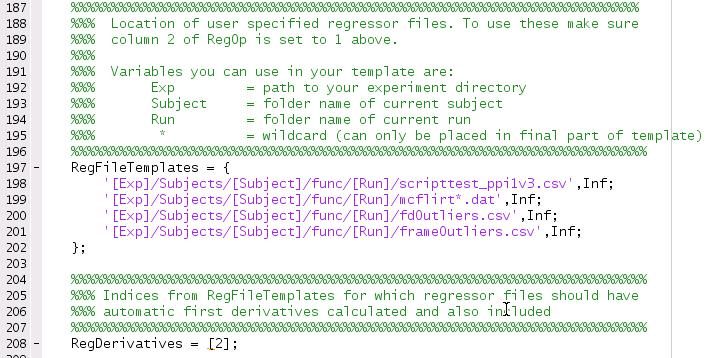 187 %%%%%%%%%%%%%%%%%%%%%%%%%%%%%%%%%%%%%%%%%%%%%%%%%%%%%%%%%%%%%%%%%%%%%%%%%
188 %%% Location of user specified regressor files. To use these make sure
189 %%% column 2 of RegOp is set to 1 above.
190 %%%
191 %%% Variables you can use in your template are:
192 %%% Exp = path to your experiment directory
193 %%% Subject = folder name of current subject
194 %%% Run = folder name of current run
195 %%% * = wildcard (can only be placed in final part of template)
196 %%%%%%%%%%%%%%%%%%%%%%%%%%%%%%%%%%%%%%%%%%%%%%%%%%%%%%%%%%%%%%%%%%%%%%%%%%
197 - RegFileTemplates = {
198 '[Exp]/Subjects/[Subject]/func/[Run]/scripttest_ppi1v3.csv',Inf;
199 '[Exp]/Subjects/[Subject]/func/[Run]/mcflirt*.dat',Inf;
200 '[Exp]/Subjects/[Subject]/func/[Run]/fdOutliers.csv',Inf;
201 '[Exp]/Subjects/[Subject]/func/[Run]/frameOutliers.csv',Inf;
202 };
203
204 %%%%%%%%%%%%%%%%%%%%%%%%%%%%%%%%%%%%%%%%%%%%%%%%%%%%%%%%%%%%%%%%%%%%%%%%%%
205 %%% Indices from RegFileTemplates for which regressor files should have
206 %%% automatic first derivatives calculated and also included
207 %%%%%%%%%%%%%%%%%%%%%%%%%%%%%%%%%%%%%%%%%%%%%%%%%%%%%%%%%%%%%%%%%%%%%%%%%%
208 - RegDerivatives = [2];